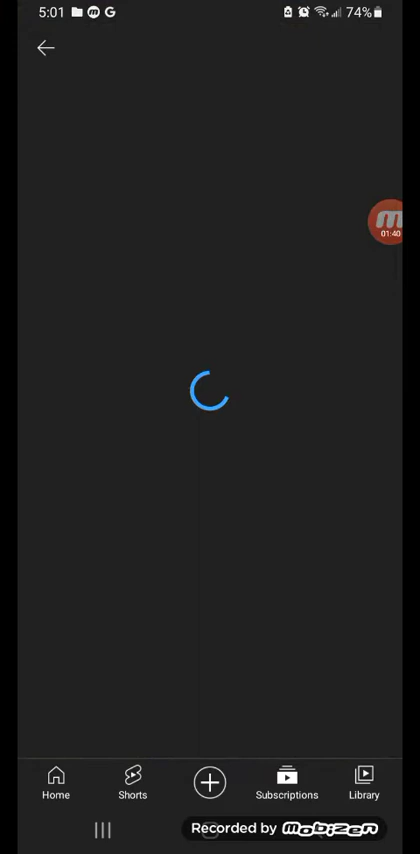 5:01 m G 74%
m
01:40
Home Shorts Subscriptions Library
Recorded by mobizen